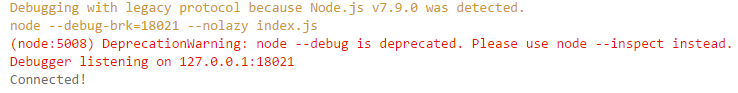 Debugging with legacy protocol because Node.js v7.9.0 was detected.
node --debug-brk=18021 --nolazy index.js
(node:5008) DeprecationWarning: node --debug is deprecated. Please use node --inspect instead.
Debugger listening on 127.0.0.1:18021
Connected!